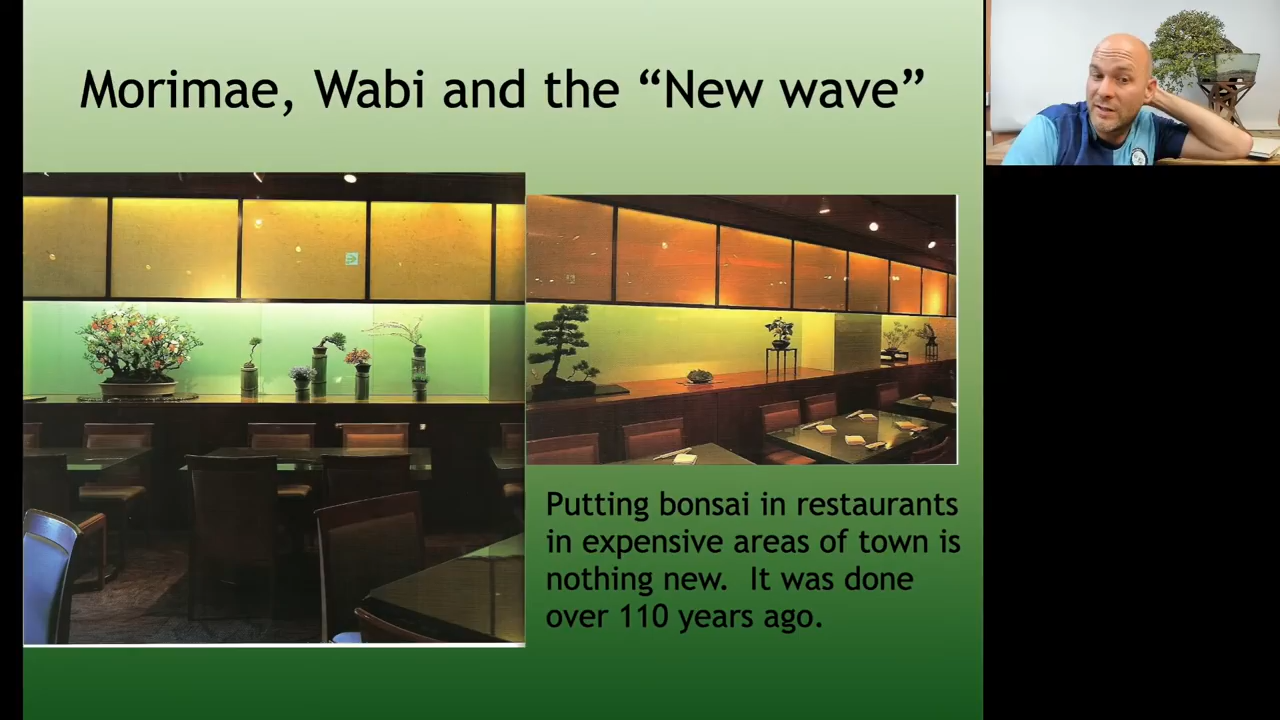 Morimae, Wabi and the “New wave”
Putting bonsai in restaurants
in expensive areas of town is
nothing new.  It was done
over 110 years ago.